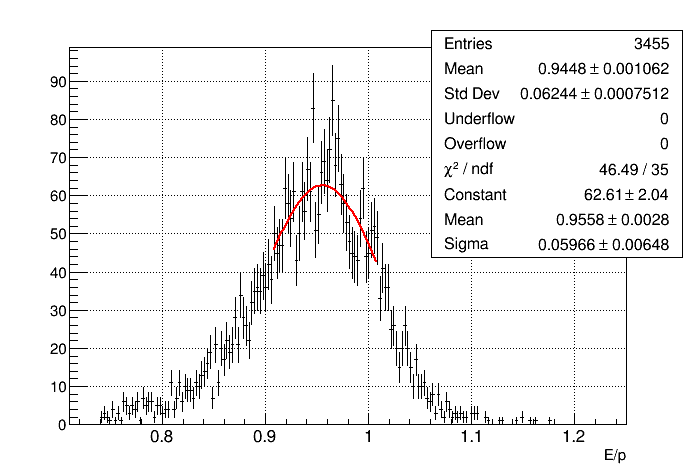 Entries 3455
Mean 0.9448 ± 0.001062
Std Dev 0.06244 ± 0.0007512
Underflow 0
Overflow 0
χ² / ndf 46.49 / 35
Constant 62.61 ± 2.04
Mean 0.9558 ± 0.0028
Sigma 0.05966 ± 0.00648
90
80
70
60
50
40
30
20
10
0
0.8 0.9 1 1.1 1.2
E/p